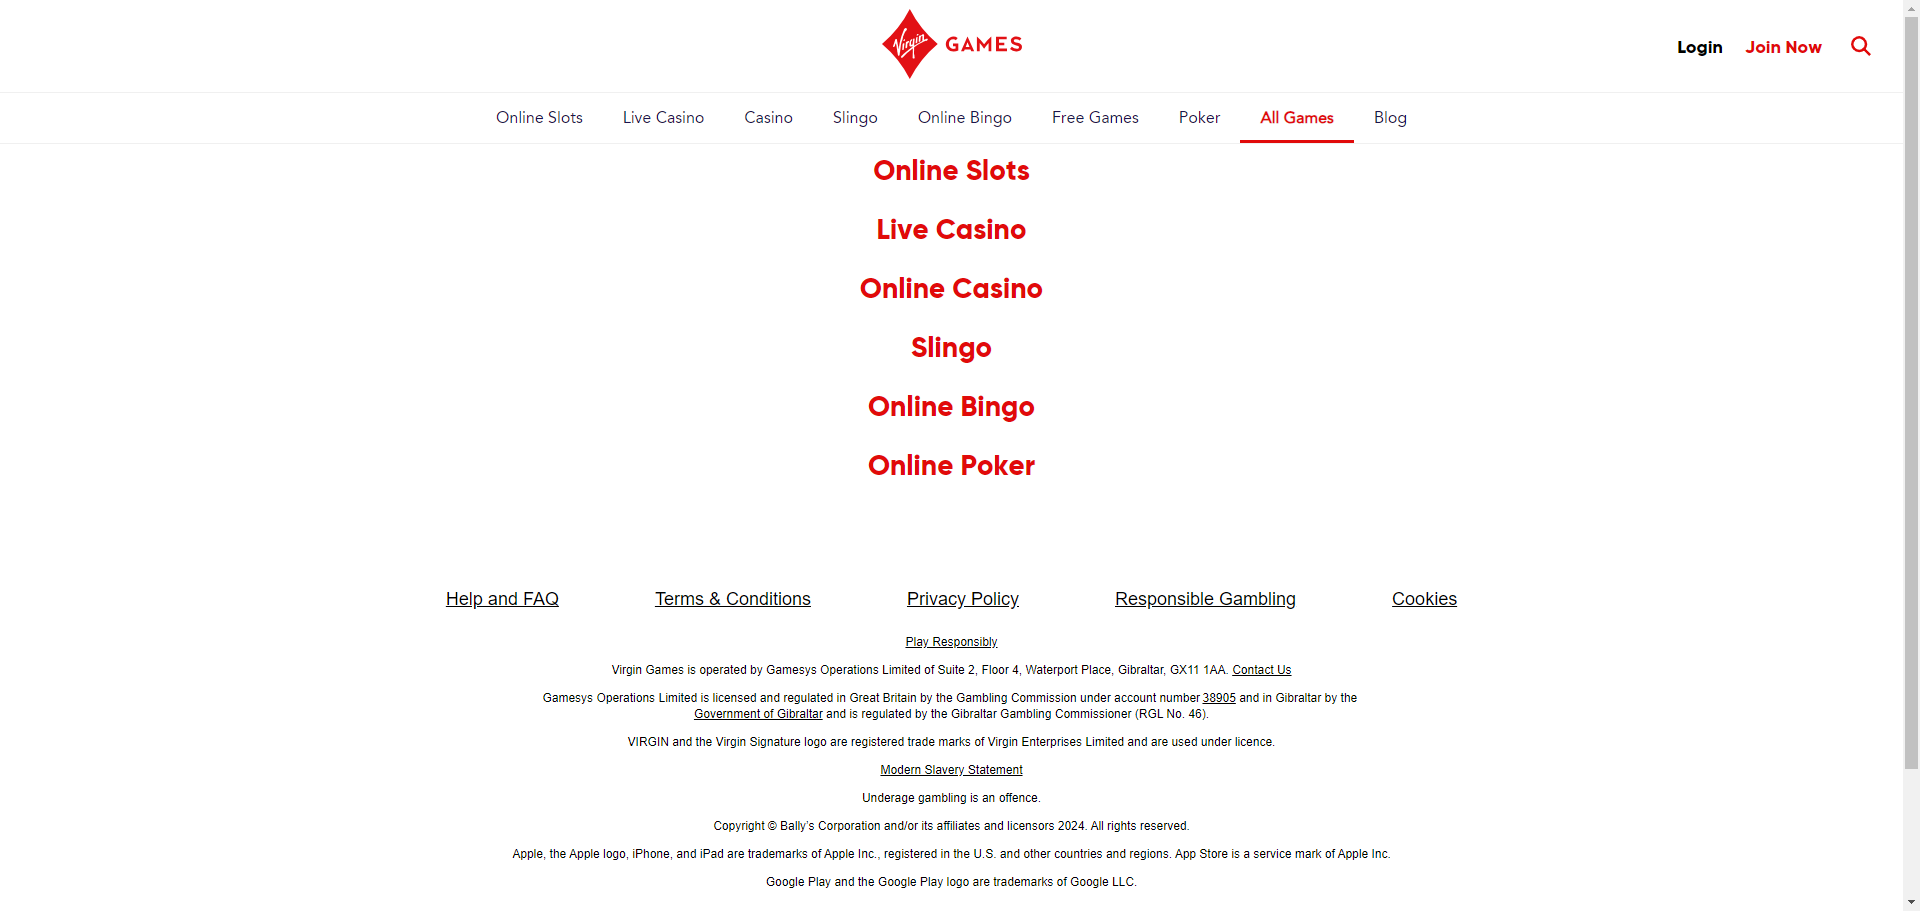 Virgin GAMES
Login Join Now
Online Slots Live Casino Casino Slingo Online Bingo Free Games Poker All Games Blog
Online Slots
Live Casino
Online Casino
Slingo
Online Bingo
Online Poker
Help and FAQ Terms & Conditions Privacy Policy Responsible Gambling Cookies
Play Responsibly
Virgin Games is operated by Gamesys Operations Limited of Suite 2, Floor 4, Waterport Place, Gibraltar, GX11 1AA. Contact Us
Gamesys Operations Limited is licensed and regulated in Great Britain by the Gambling Commission under account number 38905 and in Gibraltar by the
Government of Gibraltar and is regulated by the Gibraltar Gambling Commissioner (RGL No. 46).
VIRGIN and the Virgin Signature logo are registered trade marks of Virgin Enterprises Limited and are used under licence.
Modern Slavery Statement
Underage gambling is an offence.
Copyright © Bally’s Corporation and/or its affiliates and licensors 2024. All rights reserved.
Apple, the Apple logo, iPhone, and iPad are trademarks of Apple Inc., registered in the U.S. and other countries and regions. App Store is a service mark of Apple Inc.
Google Play and the Google Play logo are trademarks of Google LLC.